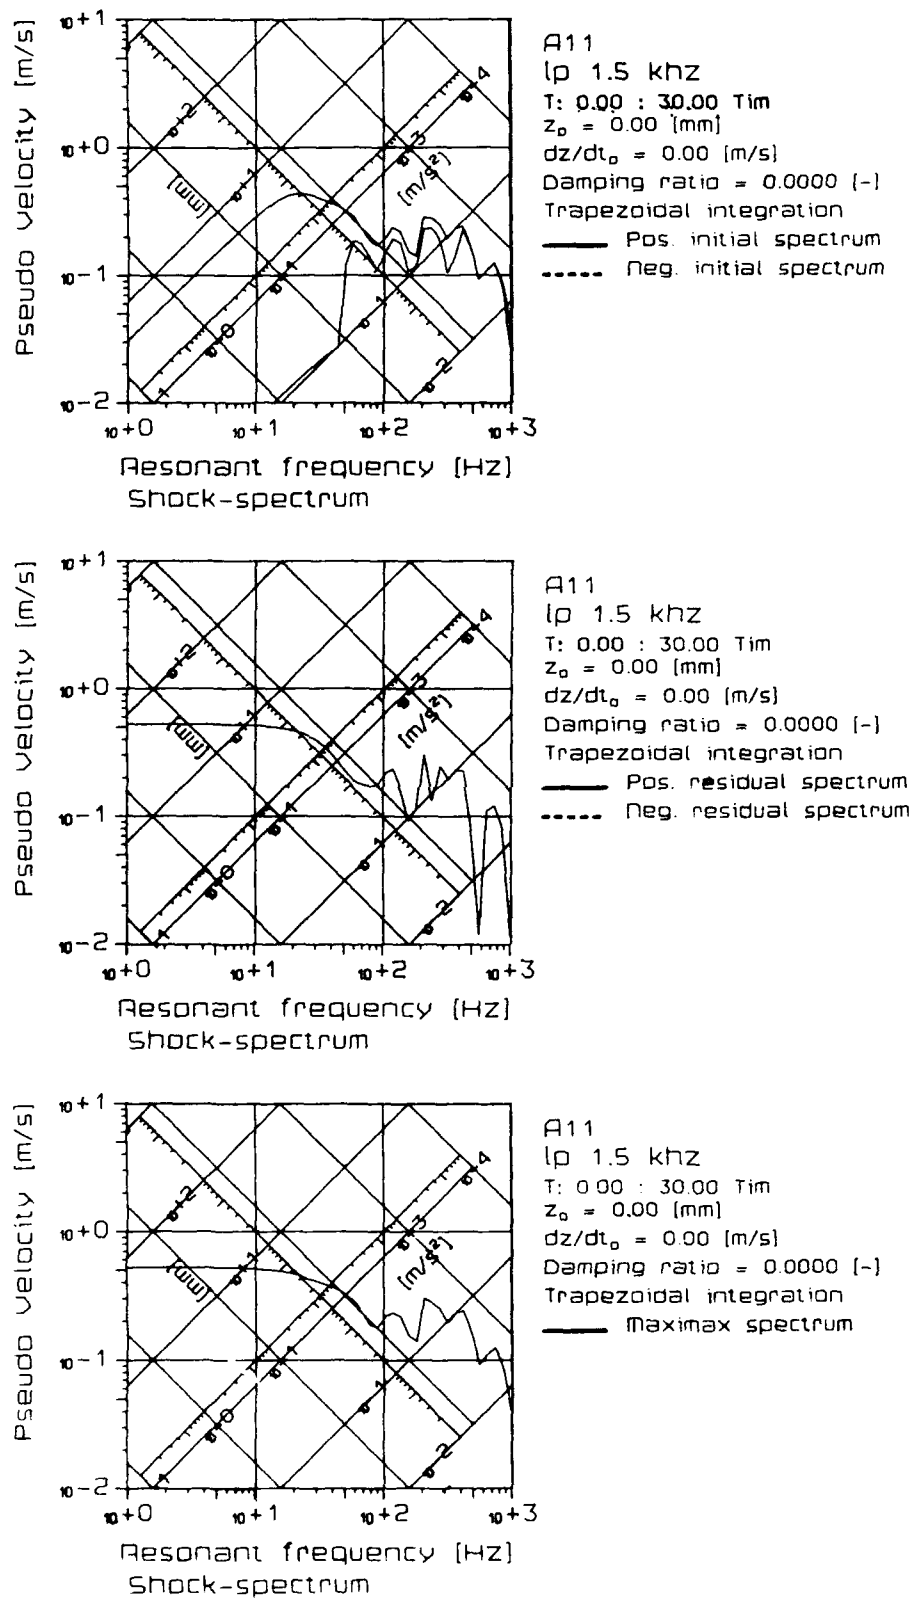 Pseudo velocity [m/s]
10+1
10+0
10-1
10-2
10+0 10+1 10+2 10+3
[mm]
[m/s²]
Resonant frequency [Hz]
Shock-spectrum
A11
lp 1.5 khz
T: 0.00 : 30.00 Tim
z₀ = 0.00 [mm]
dz/dt₀ = 0.00 [m/s]
Damping ratio = 0.0000 [-]
Trapezoidal integration
Pos. initial spectrum
Neg. initial spectrum
Pseudo velocity [m/s]
10+1
10+0
10-1
10-2
10+0 10+1 10+2 10+3
[mm]
[m/s²]
Resonant frequency [Hz]
Shock-spectrum
A11
lp 1.5 khz
T: 0.00 : 30.00 Tim
z₀ = 0.00 [mm]
dz/dt₀ = 0.00 [m/s]
Damping ratio = 0.0000 [-]
Trapezoidal integration
Pos. residual spectrum
Neg. residual spectrum
Pseudo velocity [m/s]
10+1
10+0
10-1
10-2
10+0 10+1 10+2 10+3
[mm]
[m/s²]
Resonant frequency [Hz]
Shock-spectrum
A11
lp 1.5 khz
T: 0.00 : 30.00 Tim
z₀ = 0.00 [mm]
dz/dt₀ = 0.00 [m/s]
Damping ratio = 0.0000 [-]
Trapezoidal integration
Maximax spectrum